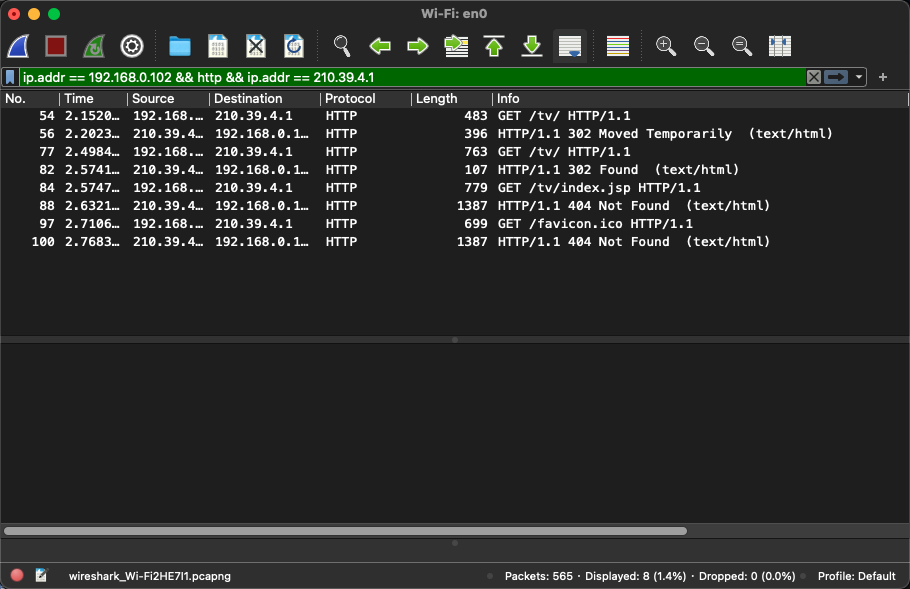 Wi-Fi: en0
ip.addr == 192.168.0.102 && http && ip.addr == 210.39.4.1
No. Time Source Destination Protocol Length Info
54 2.1520… 192.168.… 210.39.4.1 HTTP 483 GET /tv/ HTTP/1.1
56 2.2023… 210.39.4… 192.168.0.1… HTTP 396 HTTP/1.1 302 Moved Temporarily (text/html)
77 2.4984… 192.168.… 210.39.4.1 HTTP 763 GET /tv/ HTTP/1.1
82 2.5741… 210.39.4… 192.168.0.1… HTTP 107 HTTP/1.1 302 Found (text/html)
84 2.5747… 192.168.… 210.39.4.1 HTTP 779 GET /tv/index.jsp HTTP/1.1
88 2.6321… 210.39.4… 192.168.0.1… HTTP 1387 HTTP/1.1 404 Not Found (text/html)
97 2.7106… 192.168.… 210.39.4.1 HTTP 699 GET /favicon.ico HTTP/1.1
100 2.7683… 210.39.4… 192.168.0.1… HTTP 1387 HTTP/1.1 404 Not Found (text/html)
wireshark_Wi-Fi2HE7I1.pcapng Packets: 565 · Displayed: 8 (1.4%) · Dropped: 0 (0.0%) Profile: Default